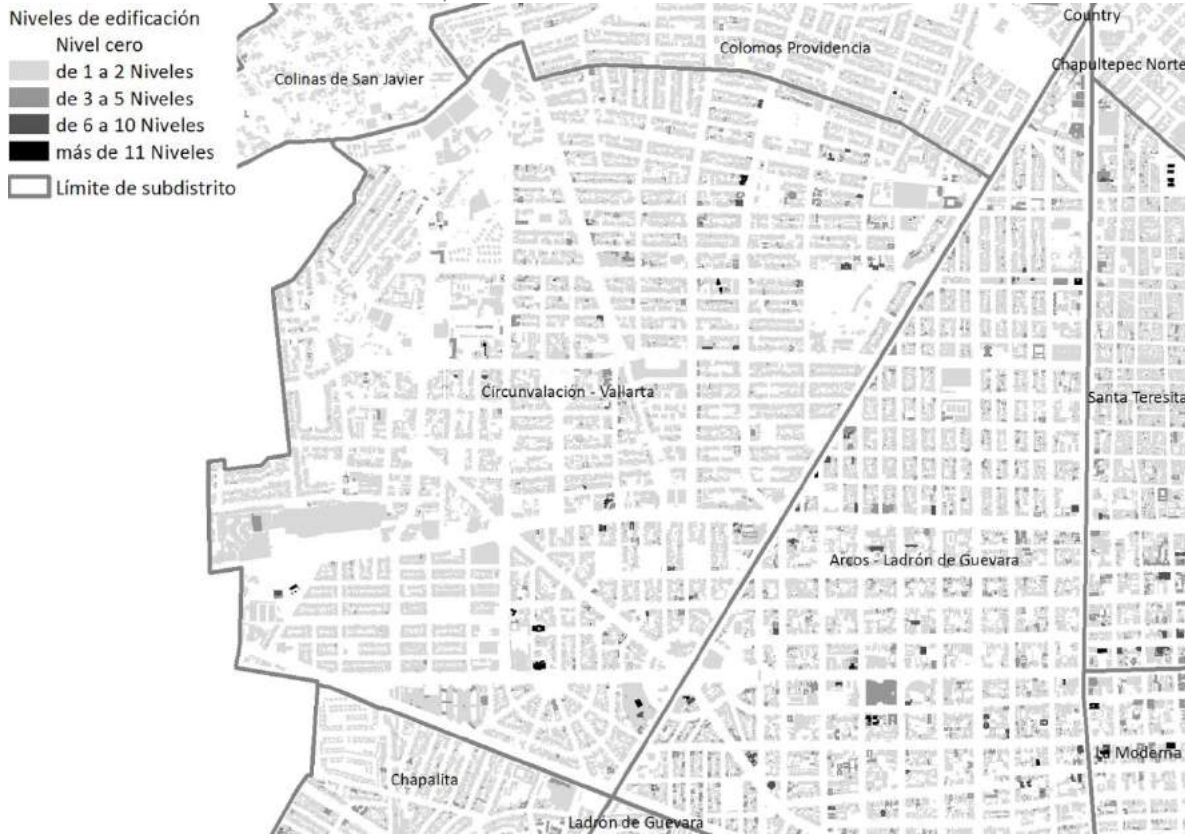 Niveles de edificación
Nivel cero
de 1 a 2 Niveles
de 3 a 5 Niveles
de 6 a 10 Niveles
más de 11 Niveles
Límite de subdistrito
Country
Colomos Providencia
Chapultepec Norte
Colinas de San Javier
Circunvalación - Vallarta
Santa Teresita
Arcos - Ladrón de Guevara
La Moderna
Chapalita
Ladrón de Guevara